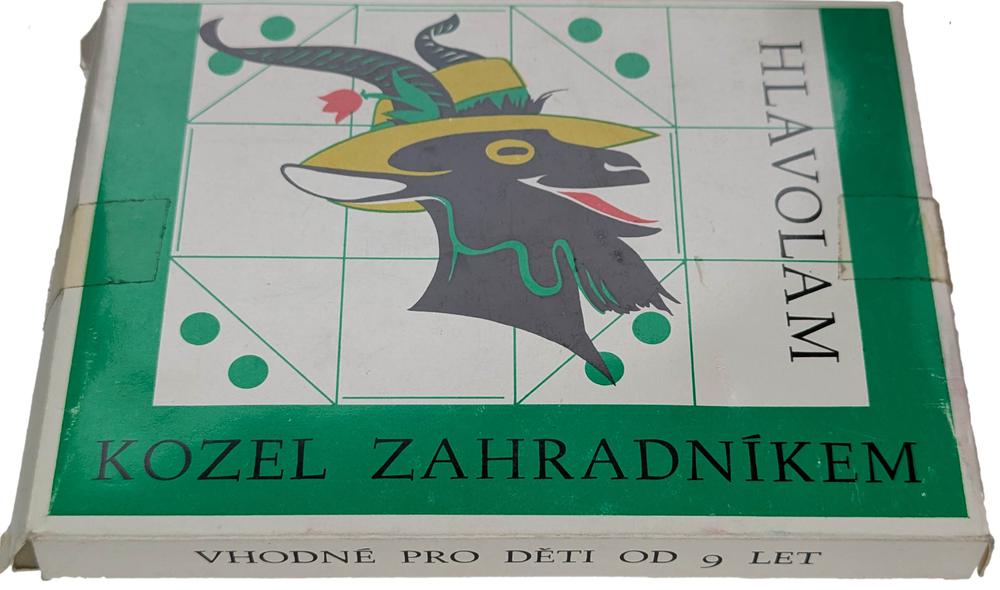 HLAVOLAM
KOZEL ZAHRADNÍKEM
VHODNÉ PRO DĚTI OD 9 LET